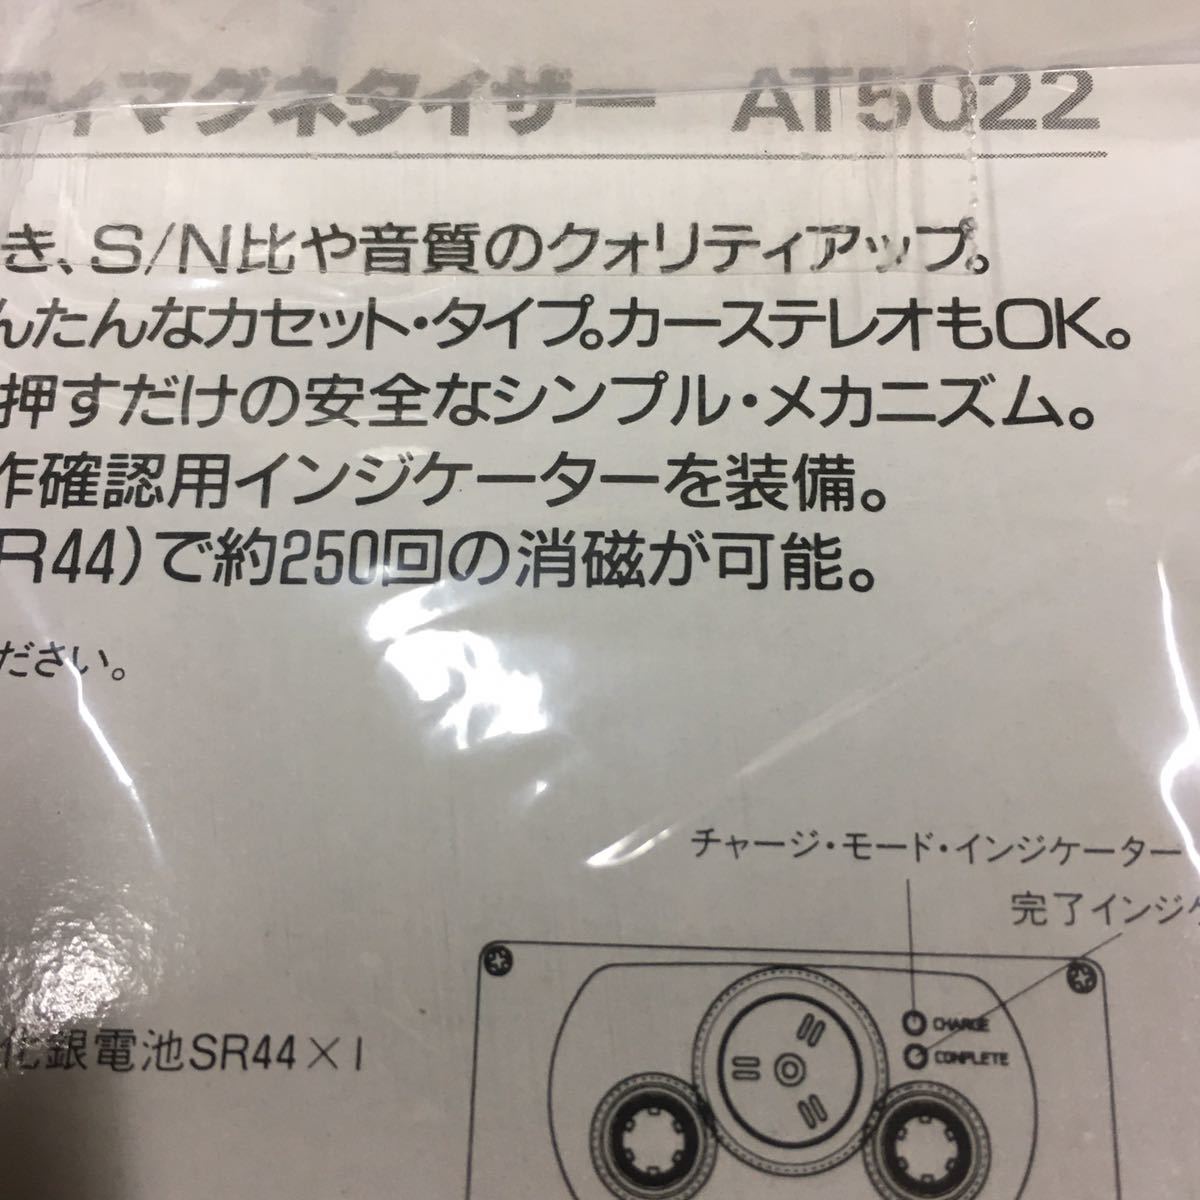 ディマグネタイザー AT5022
き、S/N比や音質のクォリティアップ。
んたんなカセット・タイプ。カーステレオもOK。
押すだけの安全なシンプル・メカニズム。
作確認用インジケーターを装備。
R44)で約250回の消磁が可能。
ださい。
チャージ・モード・インジケーター
完了インジケ
CHARGE
COMPLETE
化銀電池SR44×1